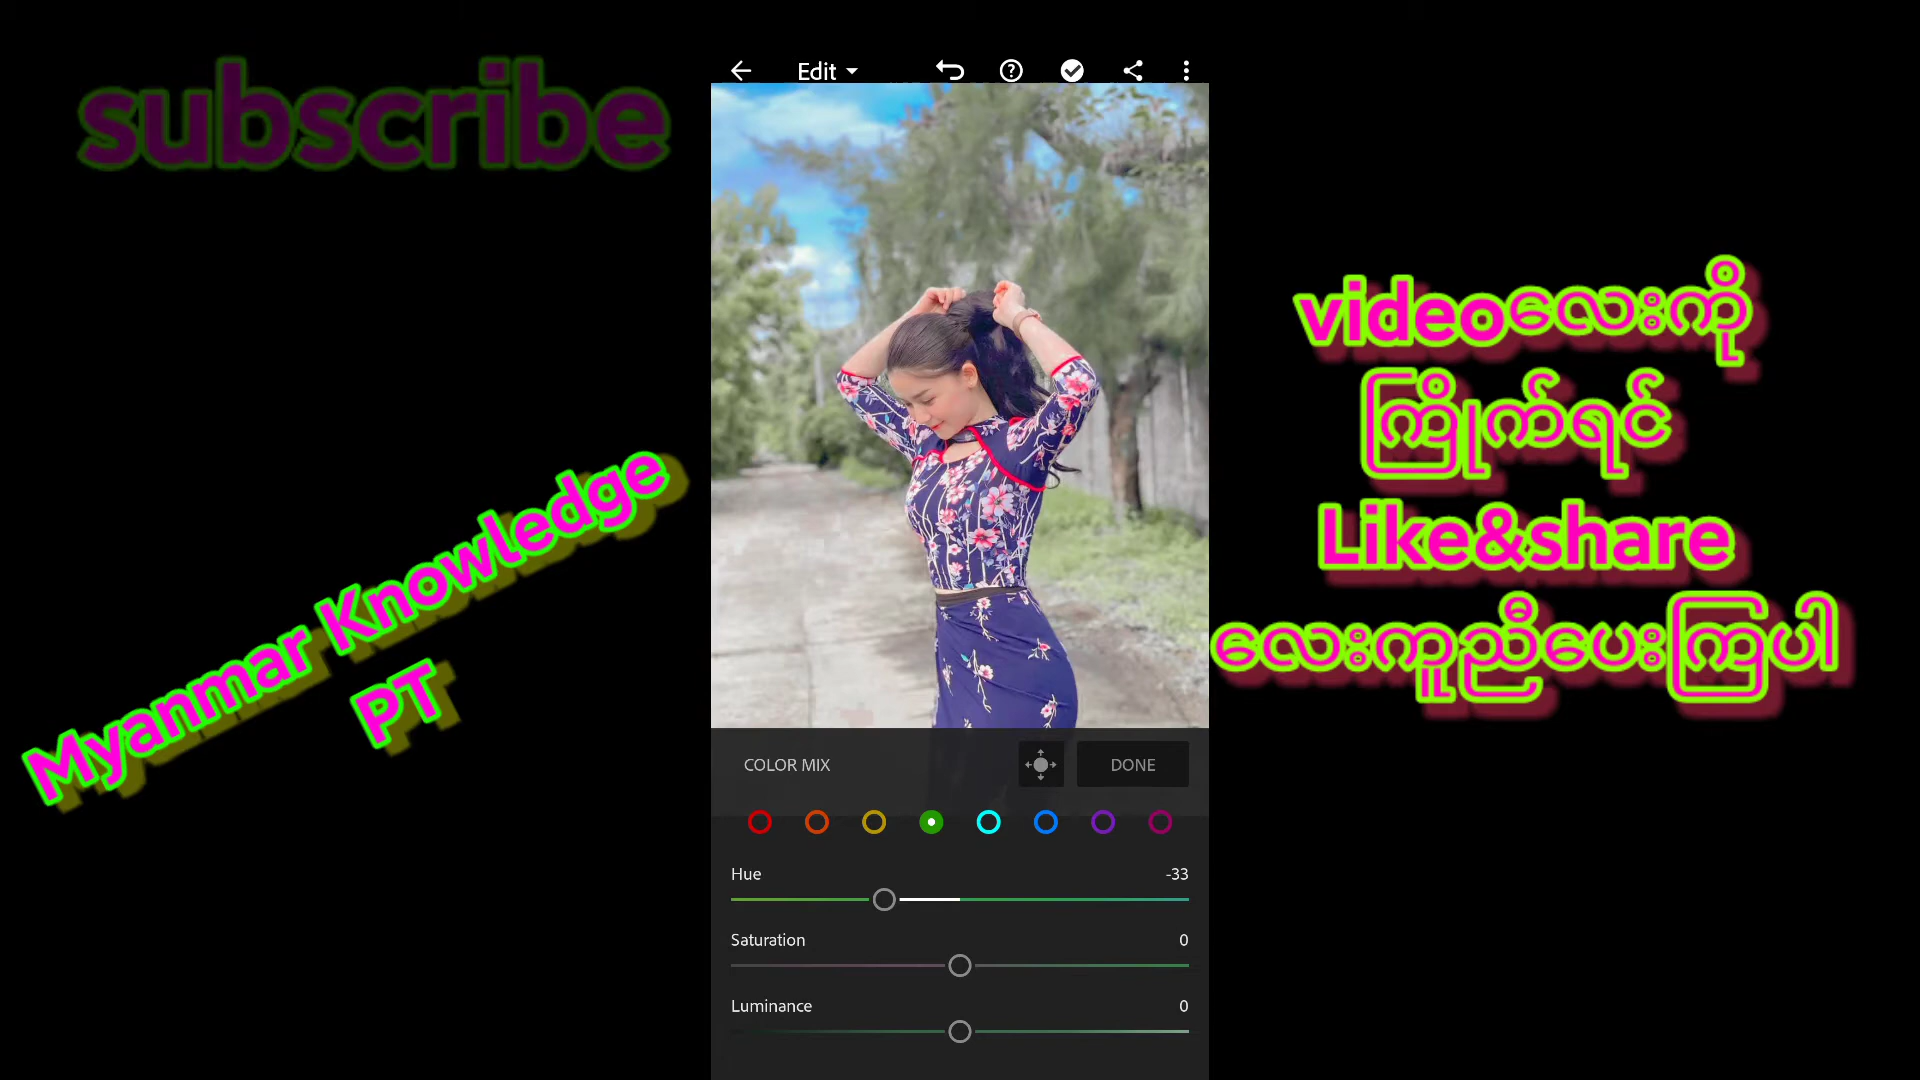 subscribe
Edit
videoလေးကို
ကြိုက်ရင်
Like&share
လေးကူညီပေးကြပါ
Myanmar Knowledge
PT
COLOR MIX
DONE
Hue
-33
Saturation
0
Luminance
0